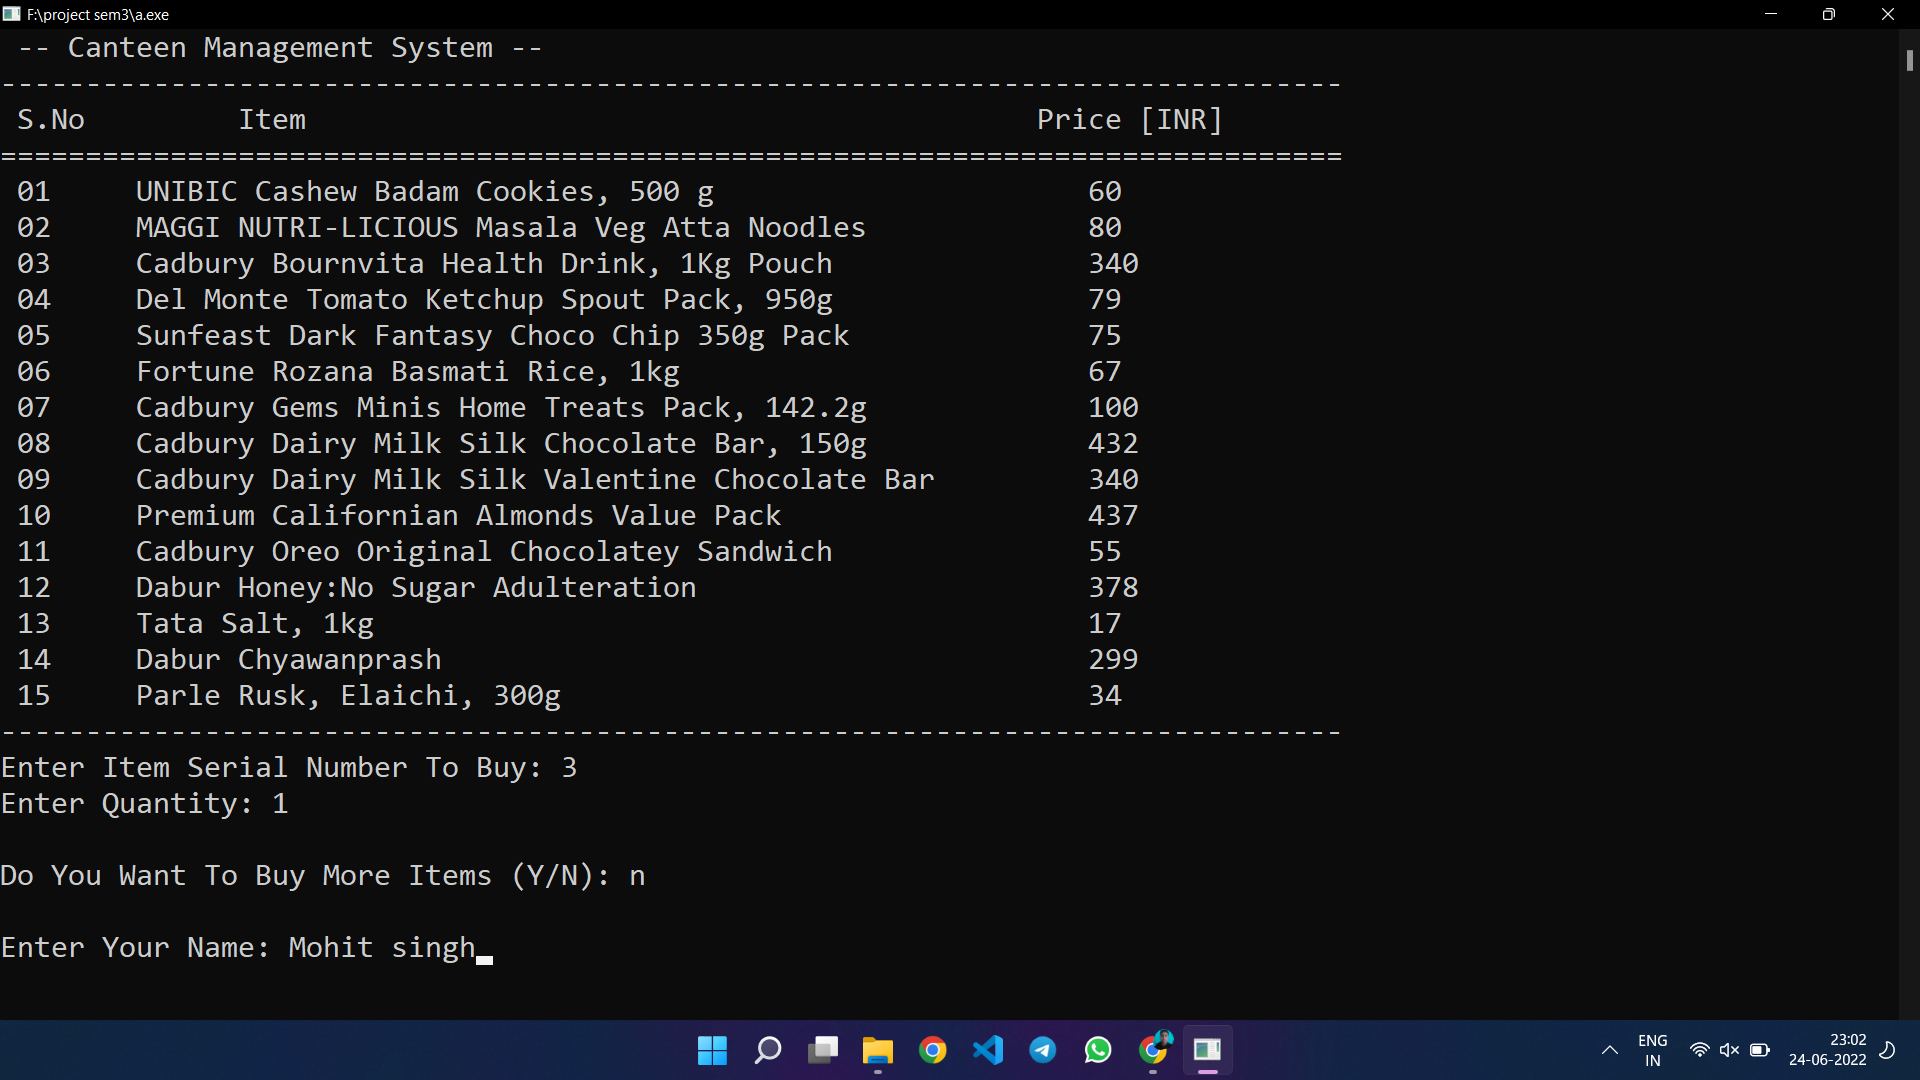 F:\project sem3\a.exe
-- Canteen Management System --
-------------------------------------------------------------------------------
S.No Item Price [INR]
===============================================================================
01 UNIBIC Cashew Badam Cookies, 500 g 60
02 MAGGI NUTRI-LICIOUS Masala Veg Atta Noodles 80
03 Cadbury Bournvita Health Drink, 1Kg Pouch 340
04 Del Monte Tomato Ketchup Spout Pack, 950g 79
05 Sunfeast Dark Fantasy Choco Chip 350g Pack 75
06 Fortune Rozana Basmati Rice, 1kg 67
07 Cadbury Gems Minis Home Treats Pack, 142.2g 100
08 Cadbury Dairy Milk Silk Chocolate Bar, 150g 432
09 Cadbury Dairy Milk Silk Valentine Chocolate Bar 340
10 Premium Californian Almonds Value Pack 437
11 Cadbury Oreo Original Chocolatey Sandwich 55
12 Dabur Honey:No Sugar Adulteration 378
13 Tata Salt, 1kg 17
14 Dabur Chyawanprash 299
15 Parle Rusk, Elaichi, 300g 34
-------------------------------------------------------------------------------
Enter Item Serial Number To Buy: 3
Enter Quantity: 1
Do You Want To Buy More Items (Y/N): n
Enter Your Name: Mohit singh
ENG 23:02
IN 24-06-2022